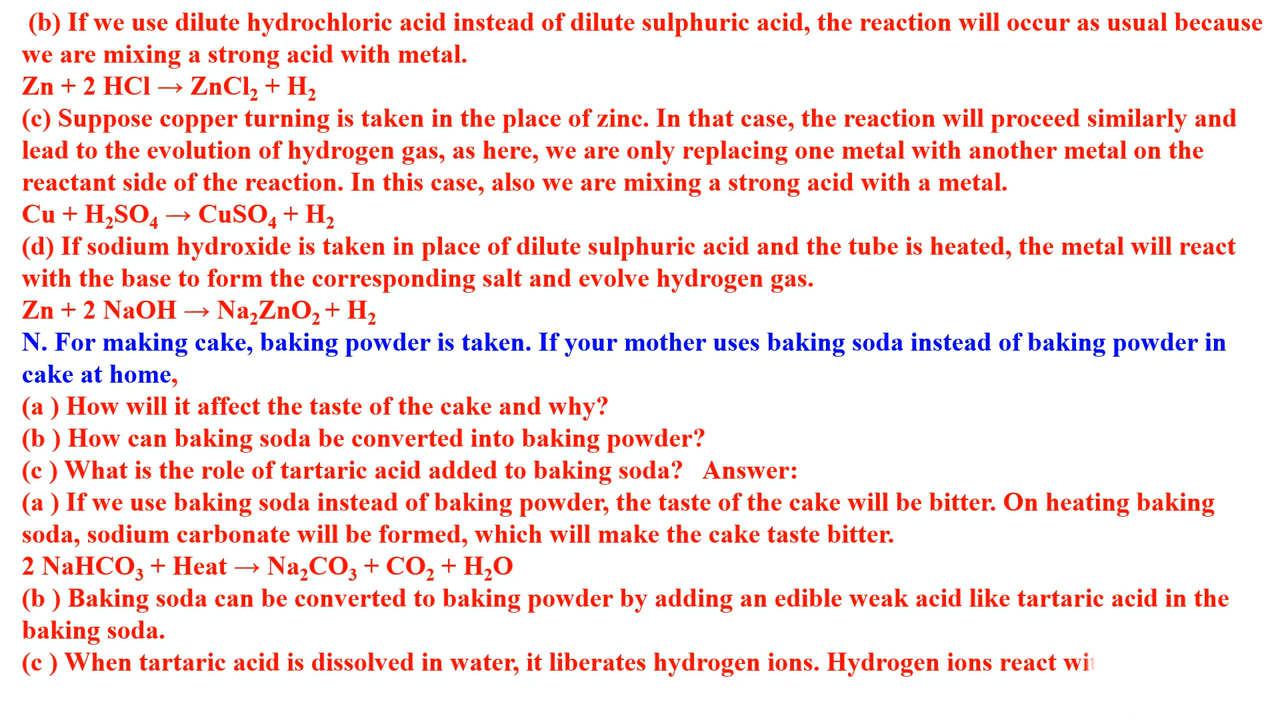 (b) If we use dilute hydrochloric acid instead of dilute sulphuric acid, the reaction will occur as usual because
we are mixing a strong acid with metal.
Zn + 2 HCl → ZnCl₂ + H₂
(c) Suppose copper turning is taken in the place of zinc. In that case, the reaction will proceed similarly and
lead to the evolution of hydrogen gas, as here, we are only replacing one metal with another metal on the
reactant side of the reaction. In this case, also we are mixing a strong acid with a metal.
Cu + H₂SO₄ → CuSO₄ + H₂
(d) If sodium hydroxide is taken in place of dilute sulphuric acid and the tube is heated, the metal will react
with the base to form the corresponding salt and evolve hydrogen gas.
Zn + 2 NaOH → Na₂ZnO₂ + H₂
N. For making cake, baking powder is taken. If your mother uses baking soda instead of baking powder in
cake at home,
(a ) How will it affect the taste of the cake and why?
(b ) How can baking soda be converted into baking powder?
(c ) What is the role of tartaric acid added to baking soda?   Answer:
(a ) If we use baking soda instead of baking powder, the taste of the cake will be bitter. On heating baking
soda, sodium carbonate will be formed, which will make the cake taste bitter.
2 NaHCO₃ + Heat → Na₂CO₃ + CO₂ + H₂O
(b ) Baking soda can be converted to baking powder by adding an edible weak acid like tartaric acid in the
baking soda.
(c ) When tartaric acid is dissolved in water, it liberates hydrogen ions. Hydrogen ions react